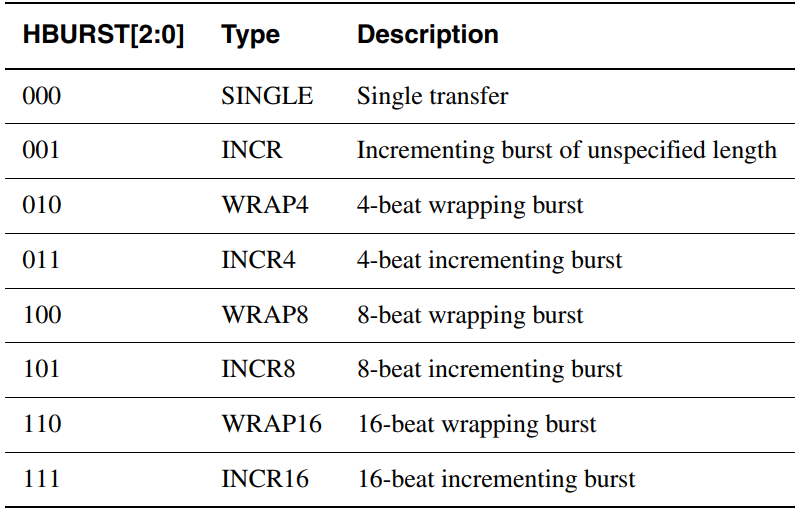 HBURST[2:0] Type Description
000 SINGLE Single transfer
001 INCR Incrementing burst of unspecified length
010 WRAP4 4-beat wrapping burst
011 INCR4 4-beat incrementing burst
100 WRAP8 8-beat wrapping burst
101 INCR8 8-beat incrementing burst
110 WRAP16 16-beat wrapping burst
111 INCR16 16-beat incrementing burst